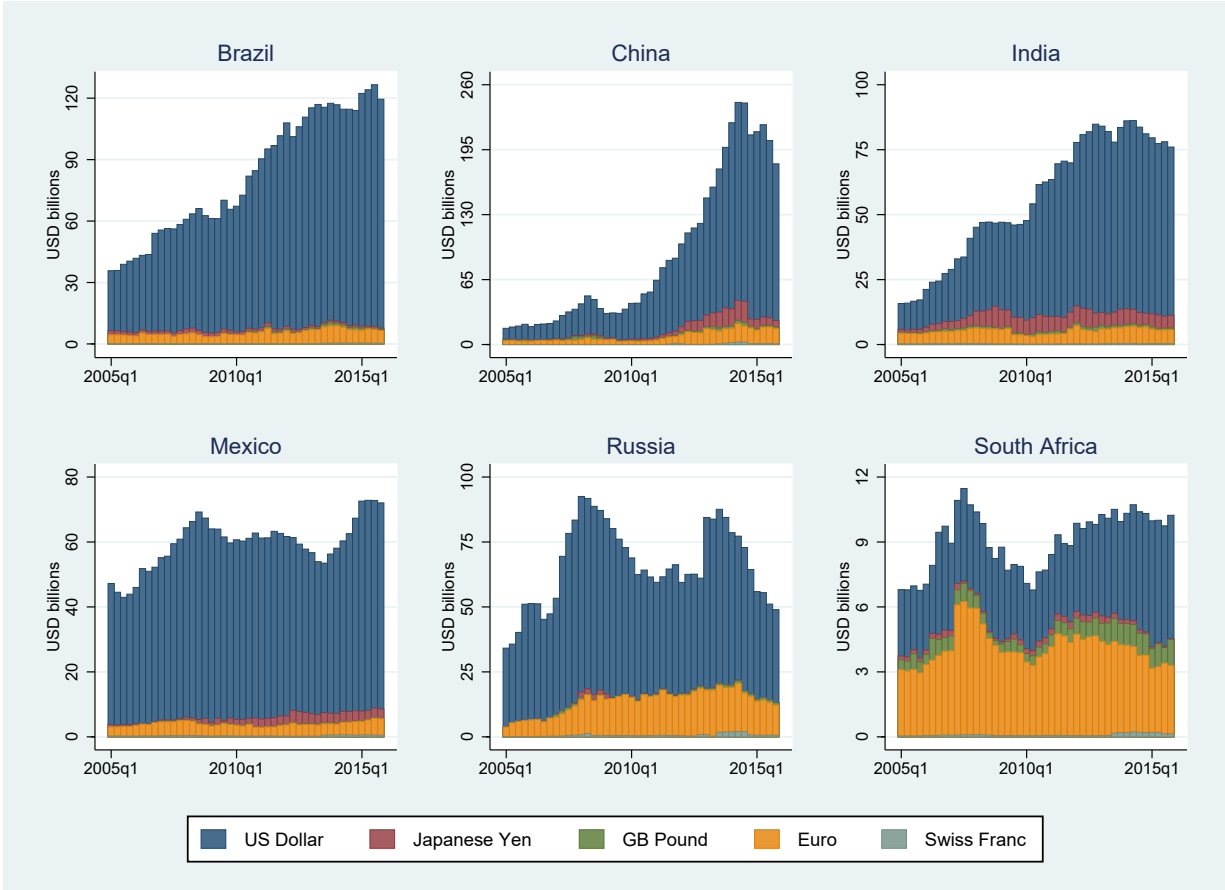 Brazil
USD billions
120
90
60
30
0
2005q1 2010q1 2015q1
China
USD billions
260
195
130
65
0
2005q1 2010q1 2015q1
India
USD billions
100
75
50
25
0
2005q1 2010q1 2015q1
Mexico
USD billions
80
60
40
20
0
2005q1 2010q1 2015q1
Russia
USD billions
100
75
50
25
0
2005q1 2010q1 2015q1
South Africa
USD billions
12
9
6
3
0
2005q1 2010q1 2015q1
US Dollar Japanese Yen GB Pound Euro Swiss Franc